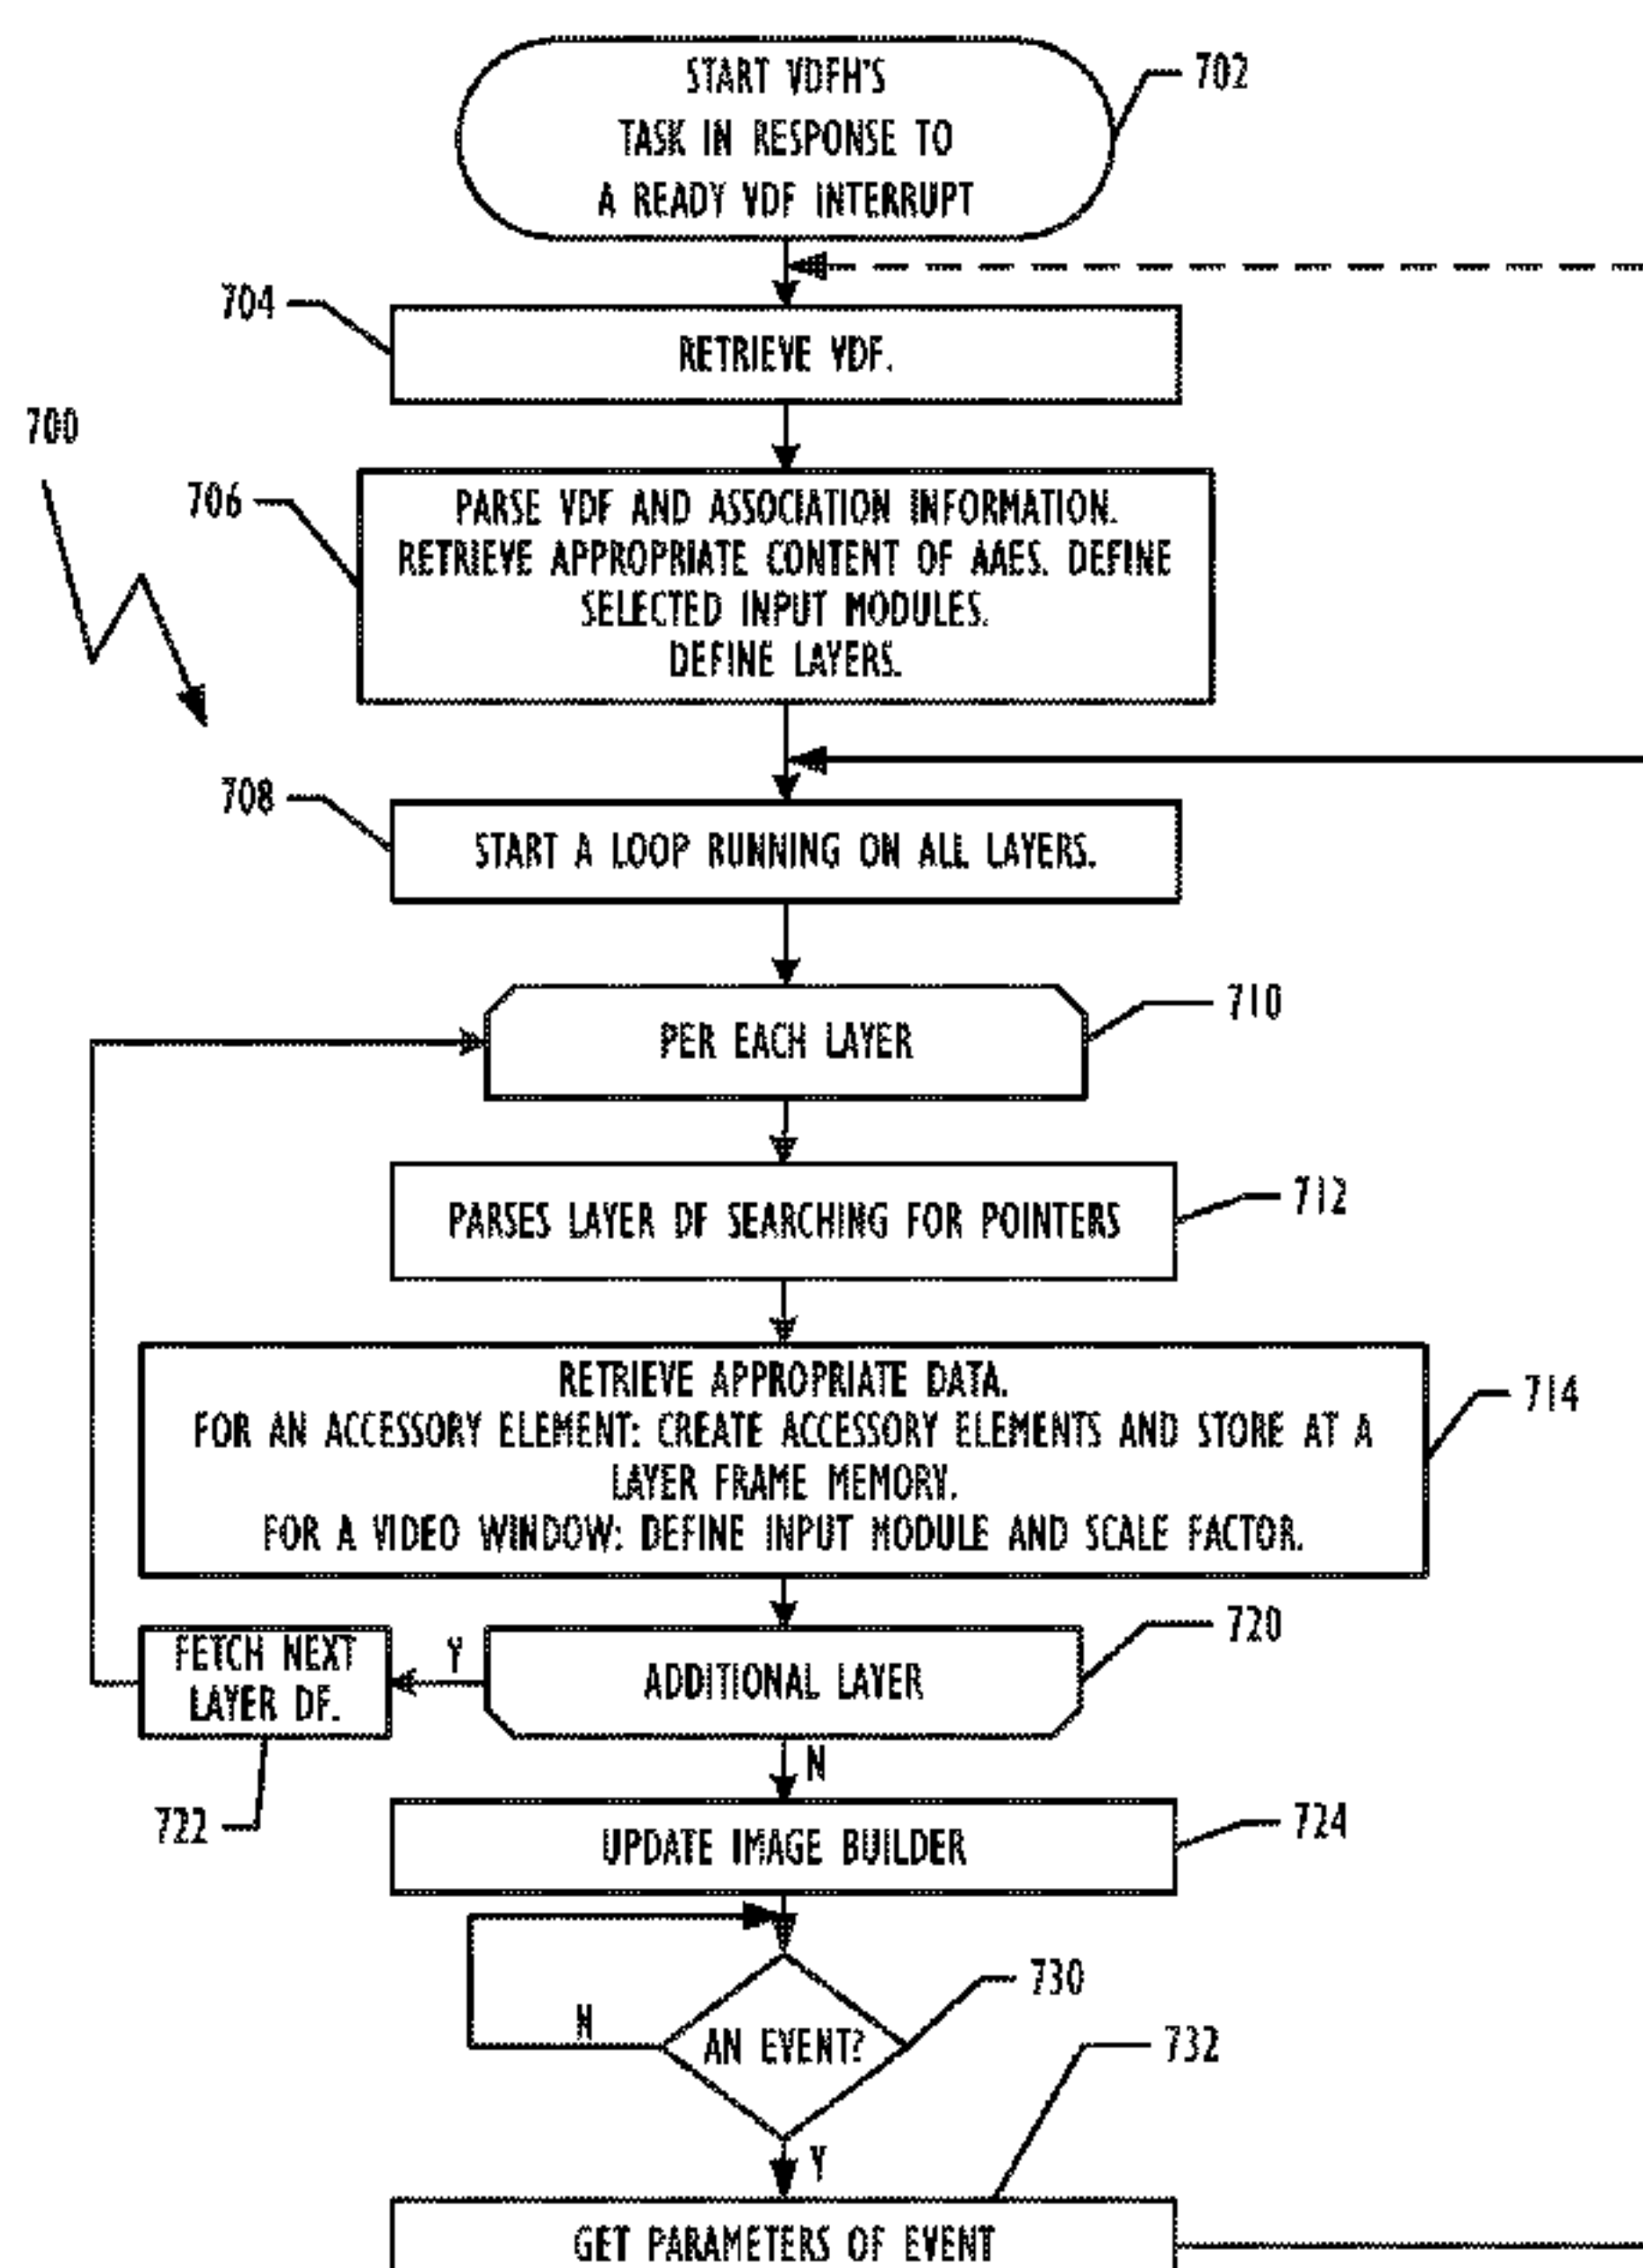 START VDFH'S
TASK IN RESPONSE TO
A READY VDF INTERRUPT
702
704
RETRIEVE VDF.
700
706
PARSE VDF AND ASSOCIATION INFORMATION.
RETRIEVE APPROPRIATE CONTENT OF AAES. DEFINE
SELECTED INPUT MODULES.
DEFINE LAYERS.
708
START A LOOP RUNNING ON ALL LAYERS.
710
PER EACH LAYER
712
PARSES LAYER DF SEARCHING FOR POINTERS
714
RETRIEVE APPROPRIATE DATA.
FOR AN ACCESSORY ELEMENT: CREATE ACCESSORY ELEMENTS AND STORE AT A
LAYER FRAME MEMORY.
FOR A VIDEO WINDOW: DEFINE INPUT MODULE AND SCALE FACTOR.
720
FETCH NEXT
LAYER DF.
Y
ADDITIONAL LAYER
N
722
724
UPDATE IMAGE BUILDER
730
N
AN EVENT?
732
Y
GET PARAMETERS OF EVENT